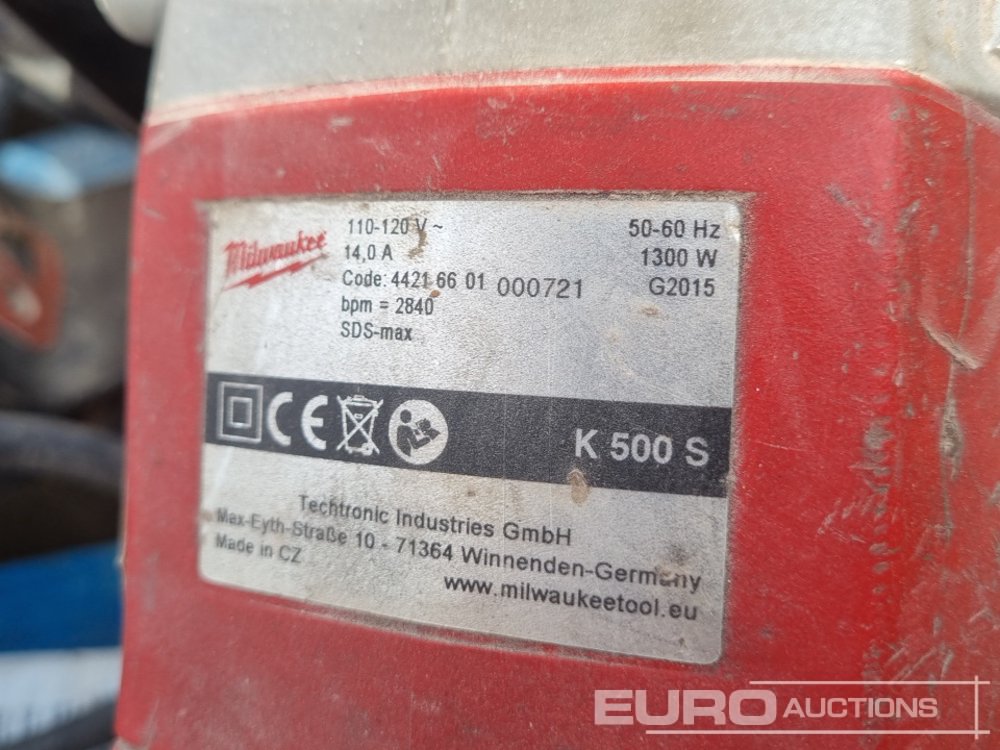 Milwaukee
110-120 V ~
14,0 A
Code: 4421 66 01 000721
bpm = 2840
SDS-max
50-60 Hz
1300 W
G2015
CE
K 500 S
Techtronic Industries GmbH
Max-Eyth-Straße 10 - 71364 Winnenden-Germany
Made in CZ
www.milwaukeetool.eu
EURO AUCTIONS